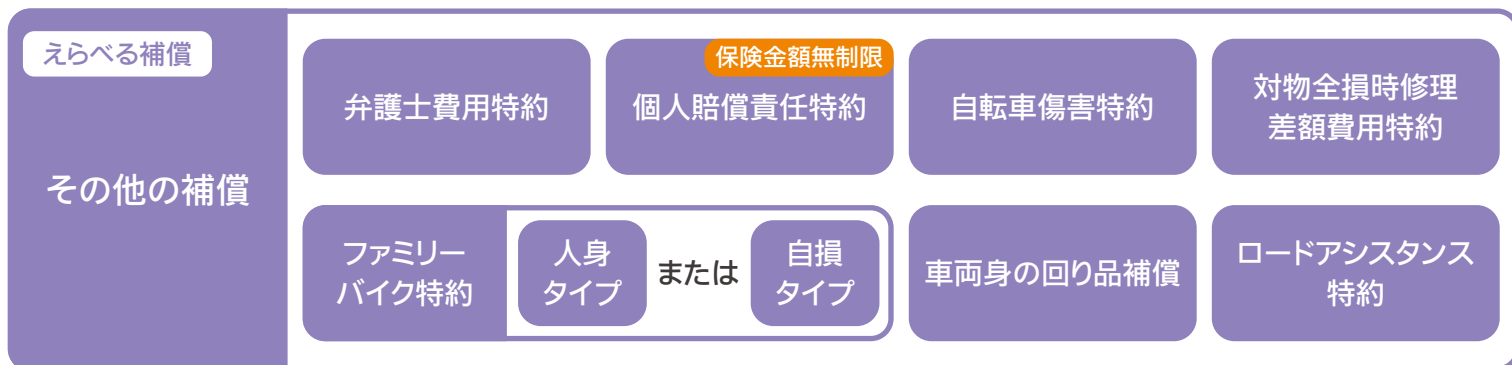 えらべる補償
その他の補償
弁護士費用特約
保険金額無制限
個人賠償責任特約
自転車傷害特約
対物全損時修理
差額費用特約
ファミリー
バイク特約
人身
タイプ
または
自損
タイプ
車両身の回り品補償
ロードアシスタンス
特約